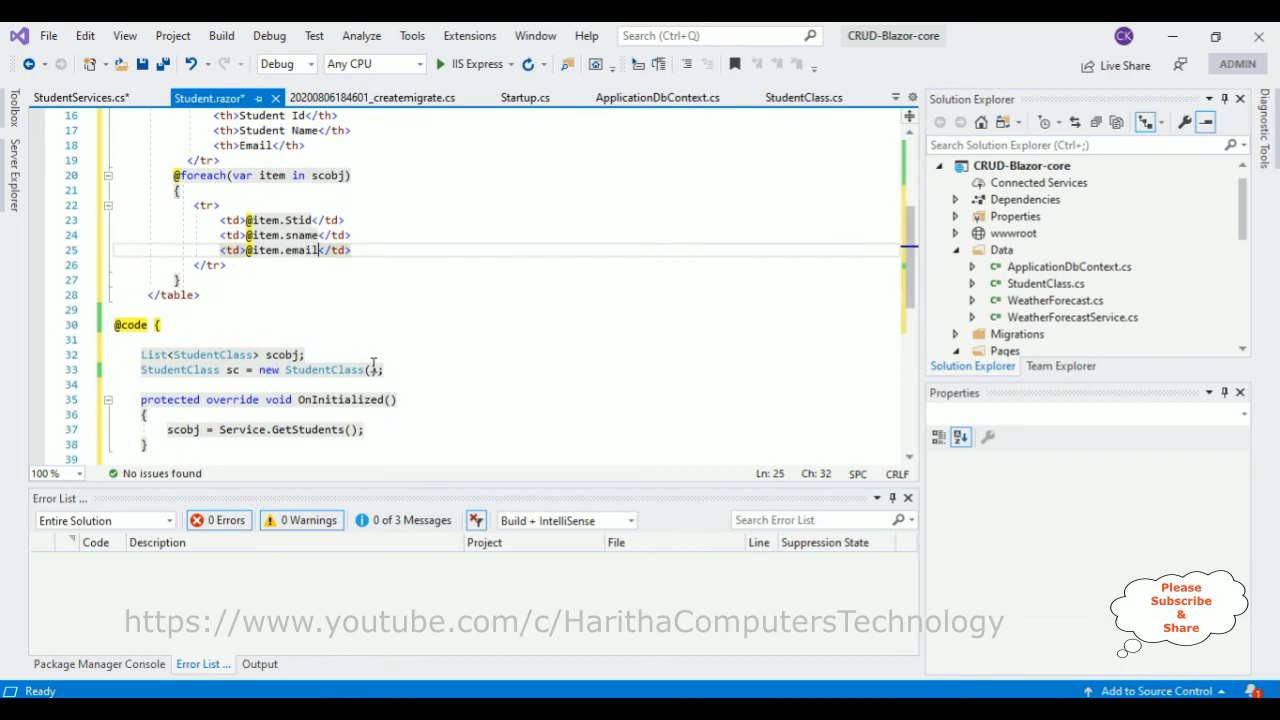 File Edit View Project Build Debug Test Analyze Tools Extensions Window Help Search (Ctrl+Q) CRUD-Blazor-core CK
Debug Any CPU IIS Express Live Share ADMIN
StudentServices.cs* Student.razor* 20200806184601_createmigrate.cs Startup.cs ApplicationDbContext.cs StudentClass.cs
Toolbox
Server Explorer
16 <th>Student Id</th>
17 <th>Student Name</th>
18 <th>Email</th>
19 </tr>
20 @foreach(var item in scobj)
21 {
22 <tr>
23 <td>@item.Stid</td>
24 <td>@item.sname</td>
25 <td>@item.email</td>
26 </tr>
27 }
28 </table>
29
30 @code {
31
32 List<StudentClass> scobj;
33 StudentClass sc = new StudentClass();
34
35 protected override void OnInitialized()
36 {
37 scobj = Service.GetStudents();
38 }
39
100 % No issues found Ln: 25 Ch: 32 SPC CRLF
Error List ...
Entire Solution 0 Errors 0 Warnings 0 of 3 Messages Build + IntelliSense Search Error List
Code Description Project File Line Suppression State
https://www.youtube.com/c/HarithaComputersTechnology
Package Manager Console Error List ... Output
Solution Explorer
Search Solution Explorer (Ctrl+;)
CRUD-Blazor-core
Connected Services
Dependencies
Properties
wwwroot
Data
ApplicationDbContext.cs
StudentClass.cs
WeatherForecast.cs
WeatherForecastService.cs
Migrations
Pages
Solution Explorer Team Explorer
Properties
Diagnostic Tools
Please
Subscribe
&
Share
Ready Add to Source Control 1